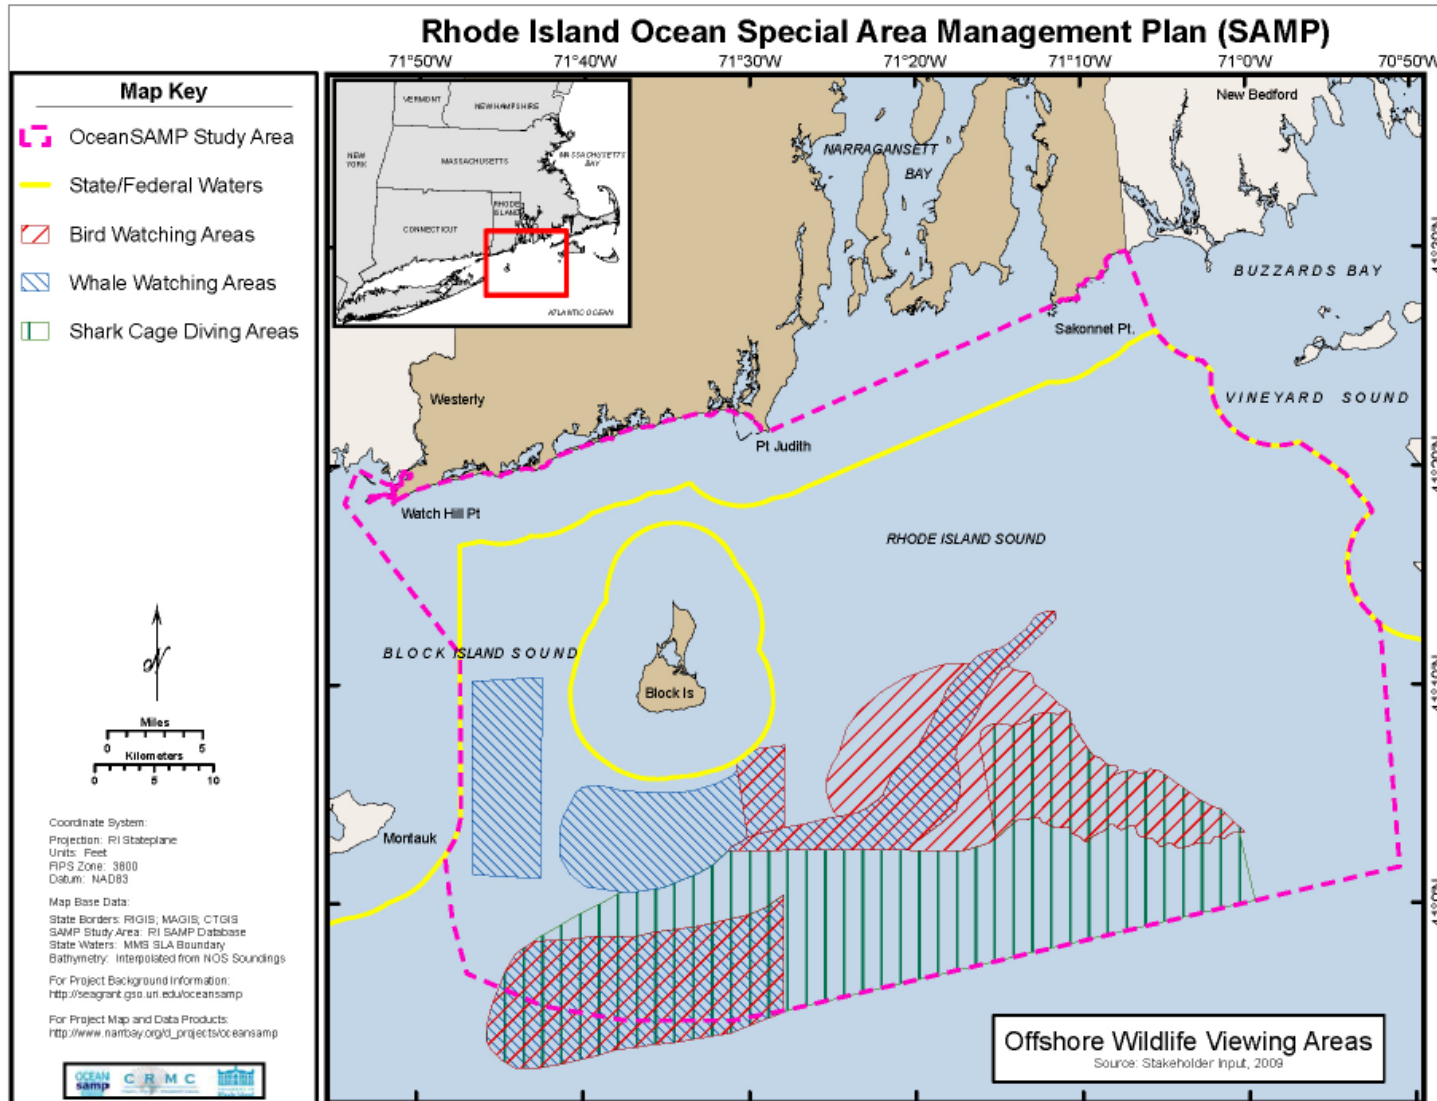 Rhode Island Ocean Special Area Management Plan (SAMP)
71°50'W
71°40'W
71°30'W
71°20'W
71°10'W
71°0'W
70°50'W
Map Key
OceanSAMP Study Area
State/Federal Waters
Bird Watching Areas
Whale Watching Areas
Shark Cage Diving Areas
VERMONT
NEW HAMPSHIRE
NEW
YORK
MASSACHUSETTS
MASSACHUSETTS
BAY
RHODE
ISLAND
CONNECTICUT
ATLANTIC OCEAN
New Bedford
NARRAGANSETT
BAY
BUZZARDS BAY
Sakonnet Pt.
VINEYARD SOUND
Westerly
Pt Judith
Watch Hill Pt
RHODE ISLAND SOUND
BLOCK ISLAND SOUND
Block Is
Montauk
N
Miles
0 5
Kilometers
0 5 10
Coordinate System:
Projection: RI Stateplane
Units: Feet
FIPS Zone: 3800
Datum: NAD83
Map Base Data:
State Borders: RIGIS; MAGIS; CTGIS
SAMP Study Area: RI SAMP Database
State Waters: MMS SLA Boundary
Bathymetry: Interpolated from NOS Soundings
For Project Background Information:
http://seagrant.gso.uri.edu/oceansamp
For Project Map and Data Products:
http://www.narrbay.org/d_projects/oceansamp
OCEAN
samp
CRMC
Offshore Wildlife Viewing Areas
Source: Stakeholder Input, 2009